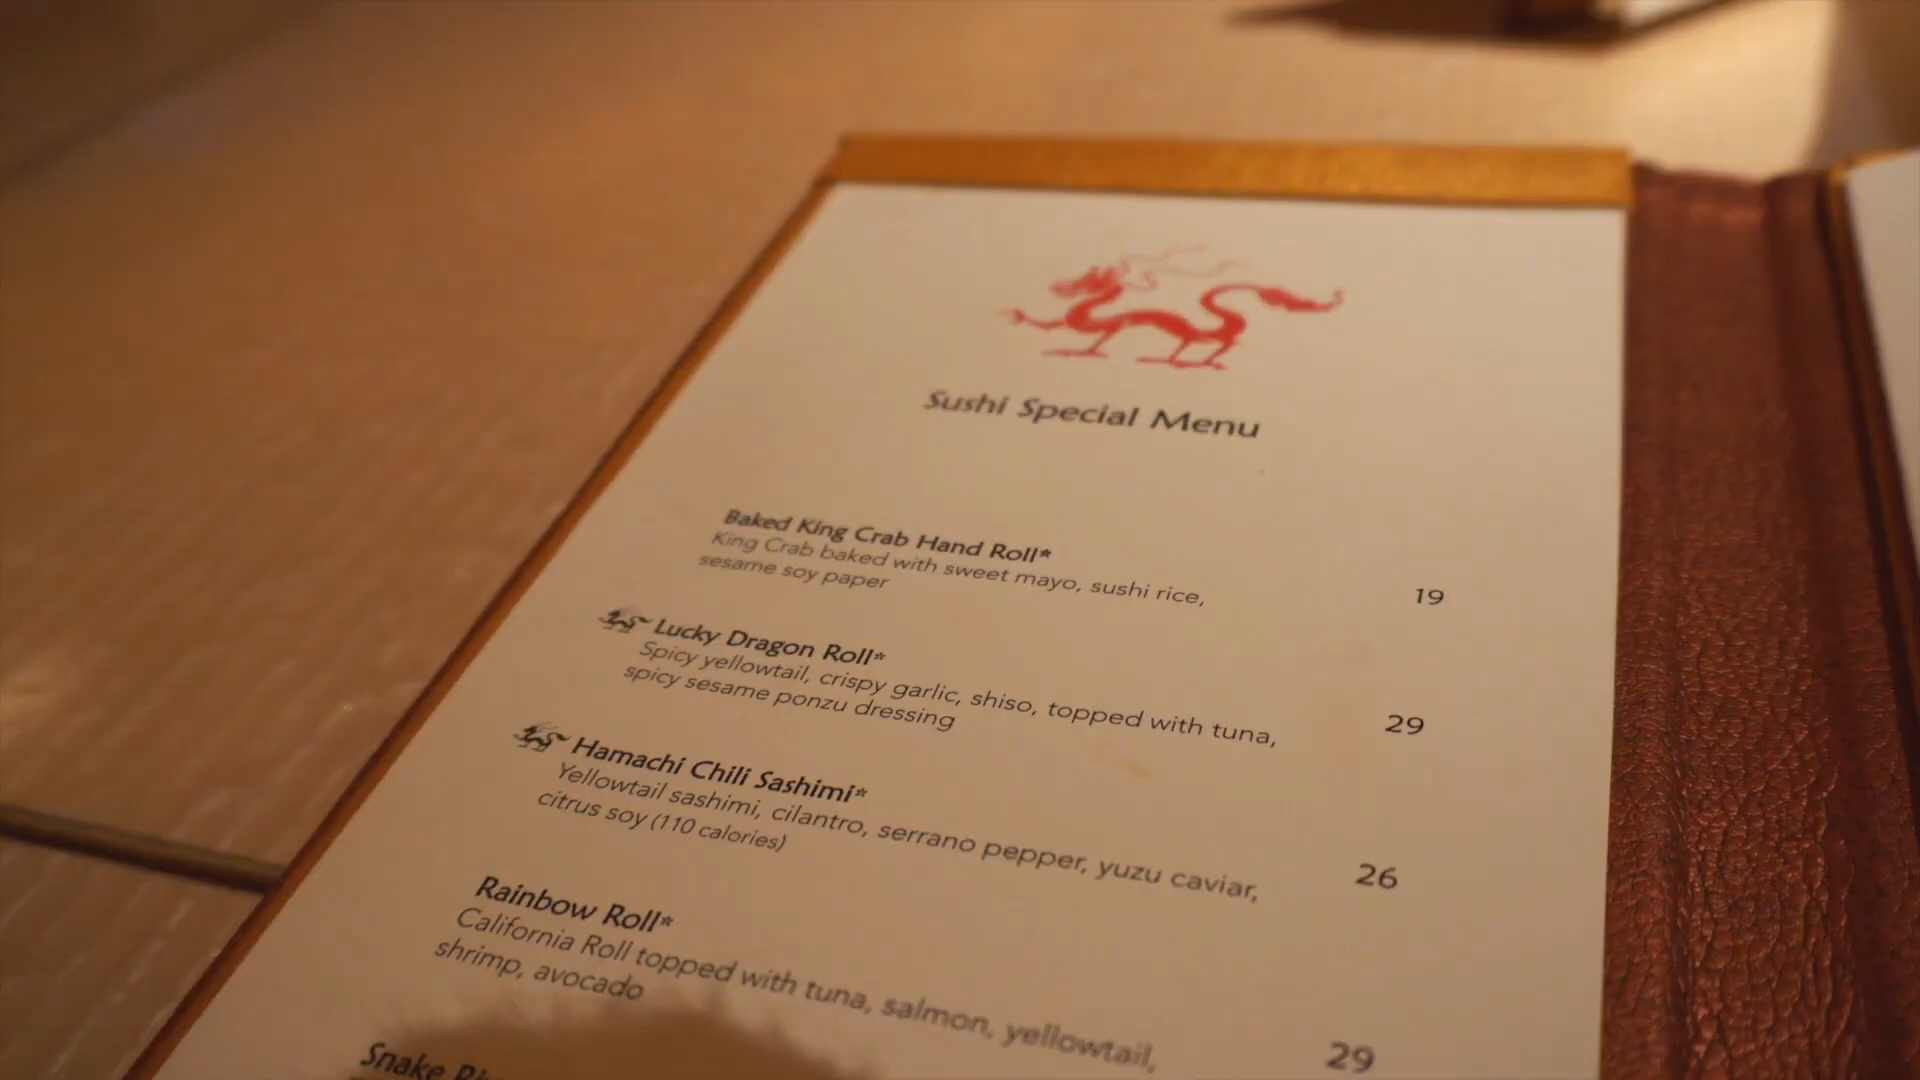 Sushi Special Menu
Baked King Crab Hand Roll*
King Crab baked with sweet mayo, sushi rice,
sesame soy paper
19
Lucky Dragon Roll*
Spicy yellowtail, crispy garlic, shiso, topped with tuna,
spicy sesame ponzu dressing
29
Hamachi Chili Sashimi*
Yellowtail sashimi, cilantro, serrano pepper, yuzu caviar,
citrus soy (110 calories)
26
Rainbow Roll*
California Roll topped with tuna, salmon, yellowtail,
shrimp, avocado
29
Snake